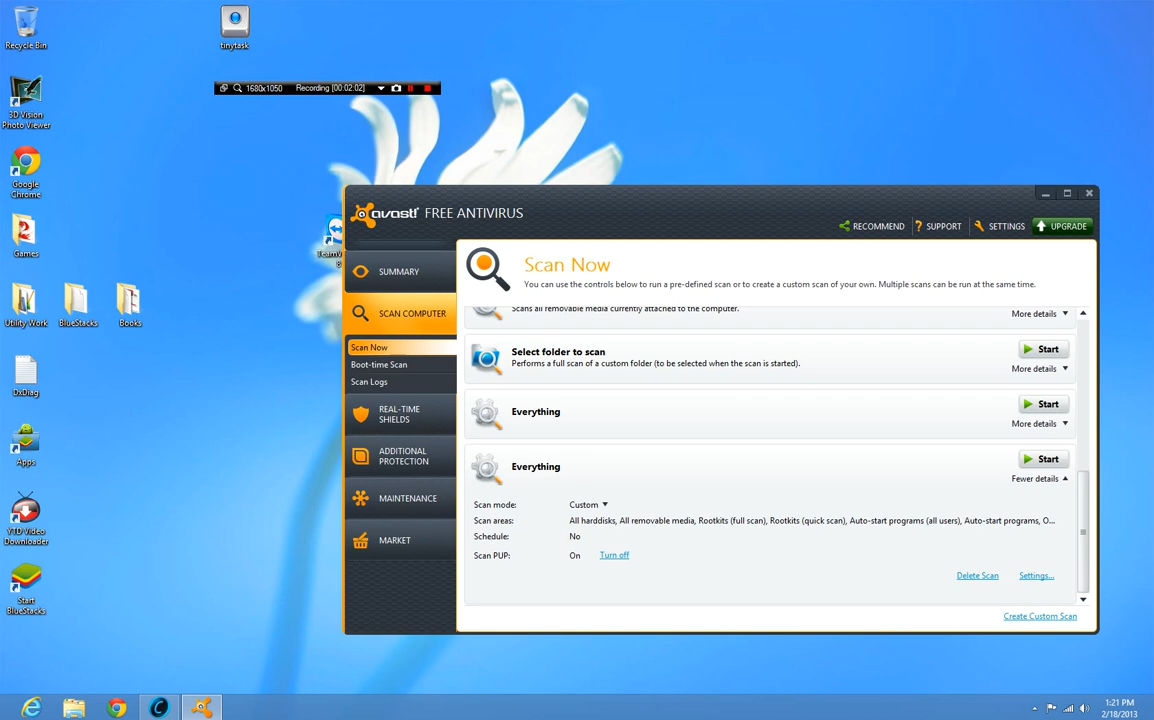 Recycle Bin
tinytask
1680x1050 Recording [00:02:02]
3D Vision
Photo Viewer
Google
Chrome
Games
Utility Work
BlueStacks
Books
DxDiag
Apps
YTD Video
Downloader
Start
BlueStacks
avast! FREE ANTIVIRUS
RECOMMEND
? SUPPORT
SETTINGS
UPGRADE
SUMMARY
SCAN COMPUTER
Scan Now
Boot-time Scan
Scan Logs
REAL-TIME
SHIELDS
ADDITIONAL
PROTECTION
MAINTENANCE
MARKET
Scan Now
You can use the controls below to run a pre-defined scan or to create a custom scan of your own. Multiple scans can be run at the same time.
Scans all removable media currently attached to the computer.
More details
Select folder to scan
Performs a full scan of a custom folder (to be selected when the scan is started).
Start
More details
Everything
Start
More details
Everything
Start
Fewer details
Scan mode: Custom
Scan areas: All harddisks, All removable media, Rootkits (full scan), Rootkits (quick scan), Auto-start programs (all users), Auto-start programs, O...
Schedule: No
Scan PUP: On Turn off
Delete Scan Settings...
Create Custom Scan
1:21 PM
2/18/2013